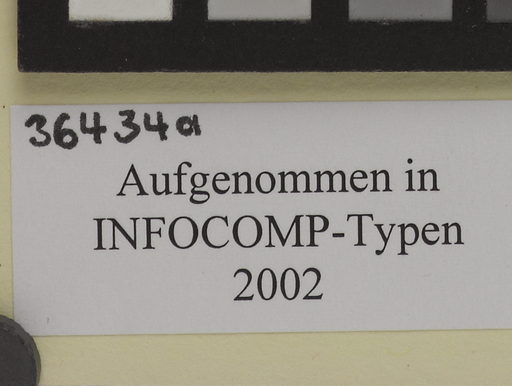 36434a
Aufgenommen in
INFOCOMP-Typen
2002